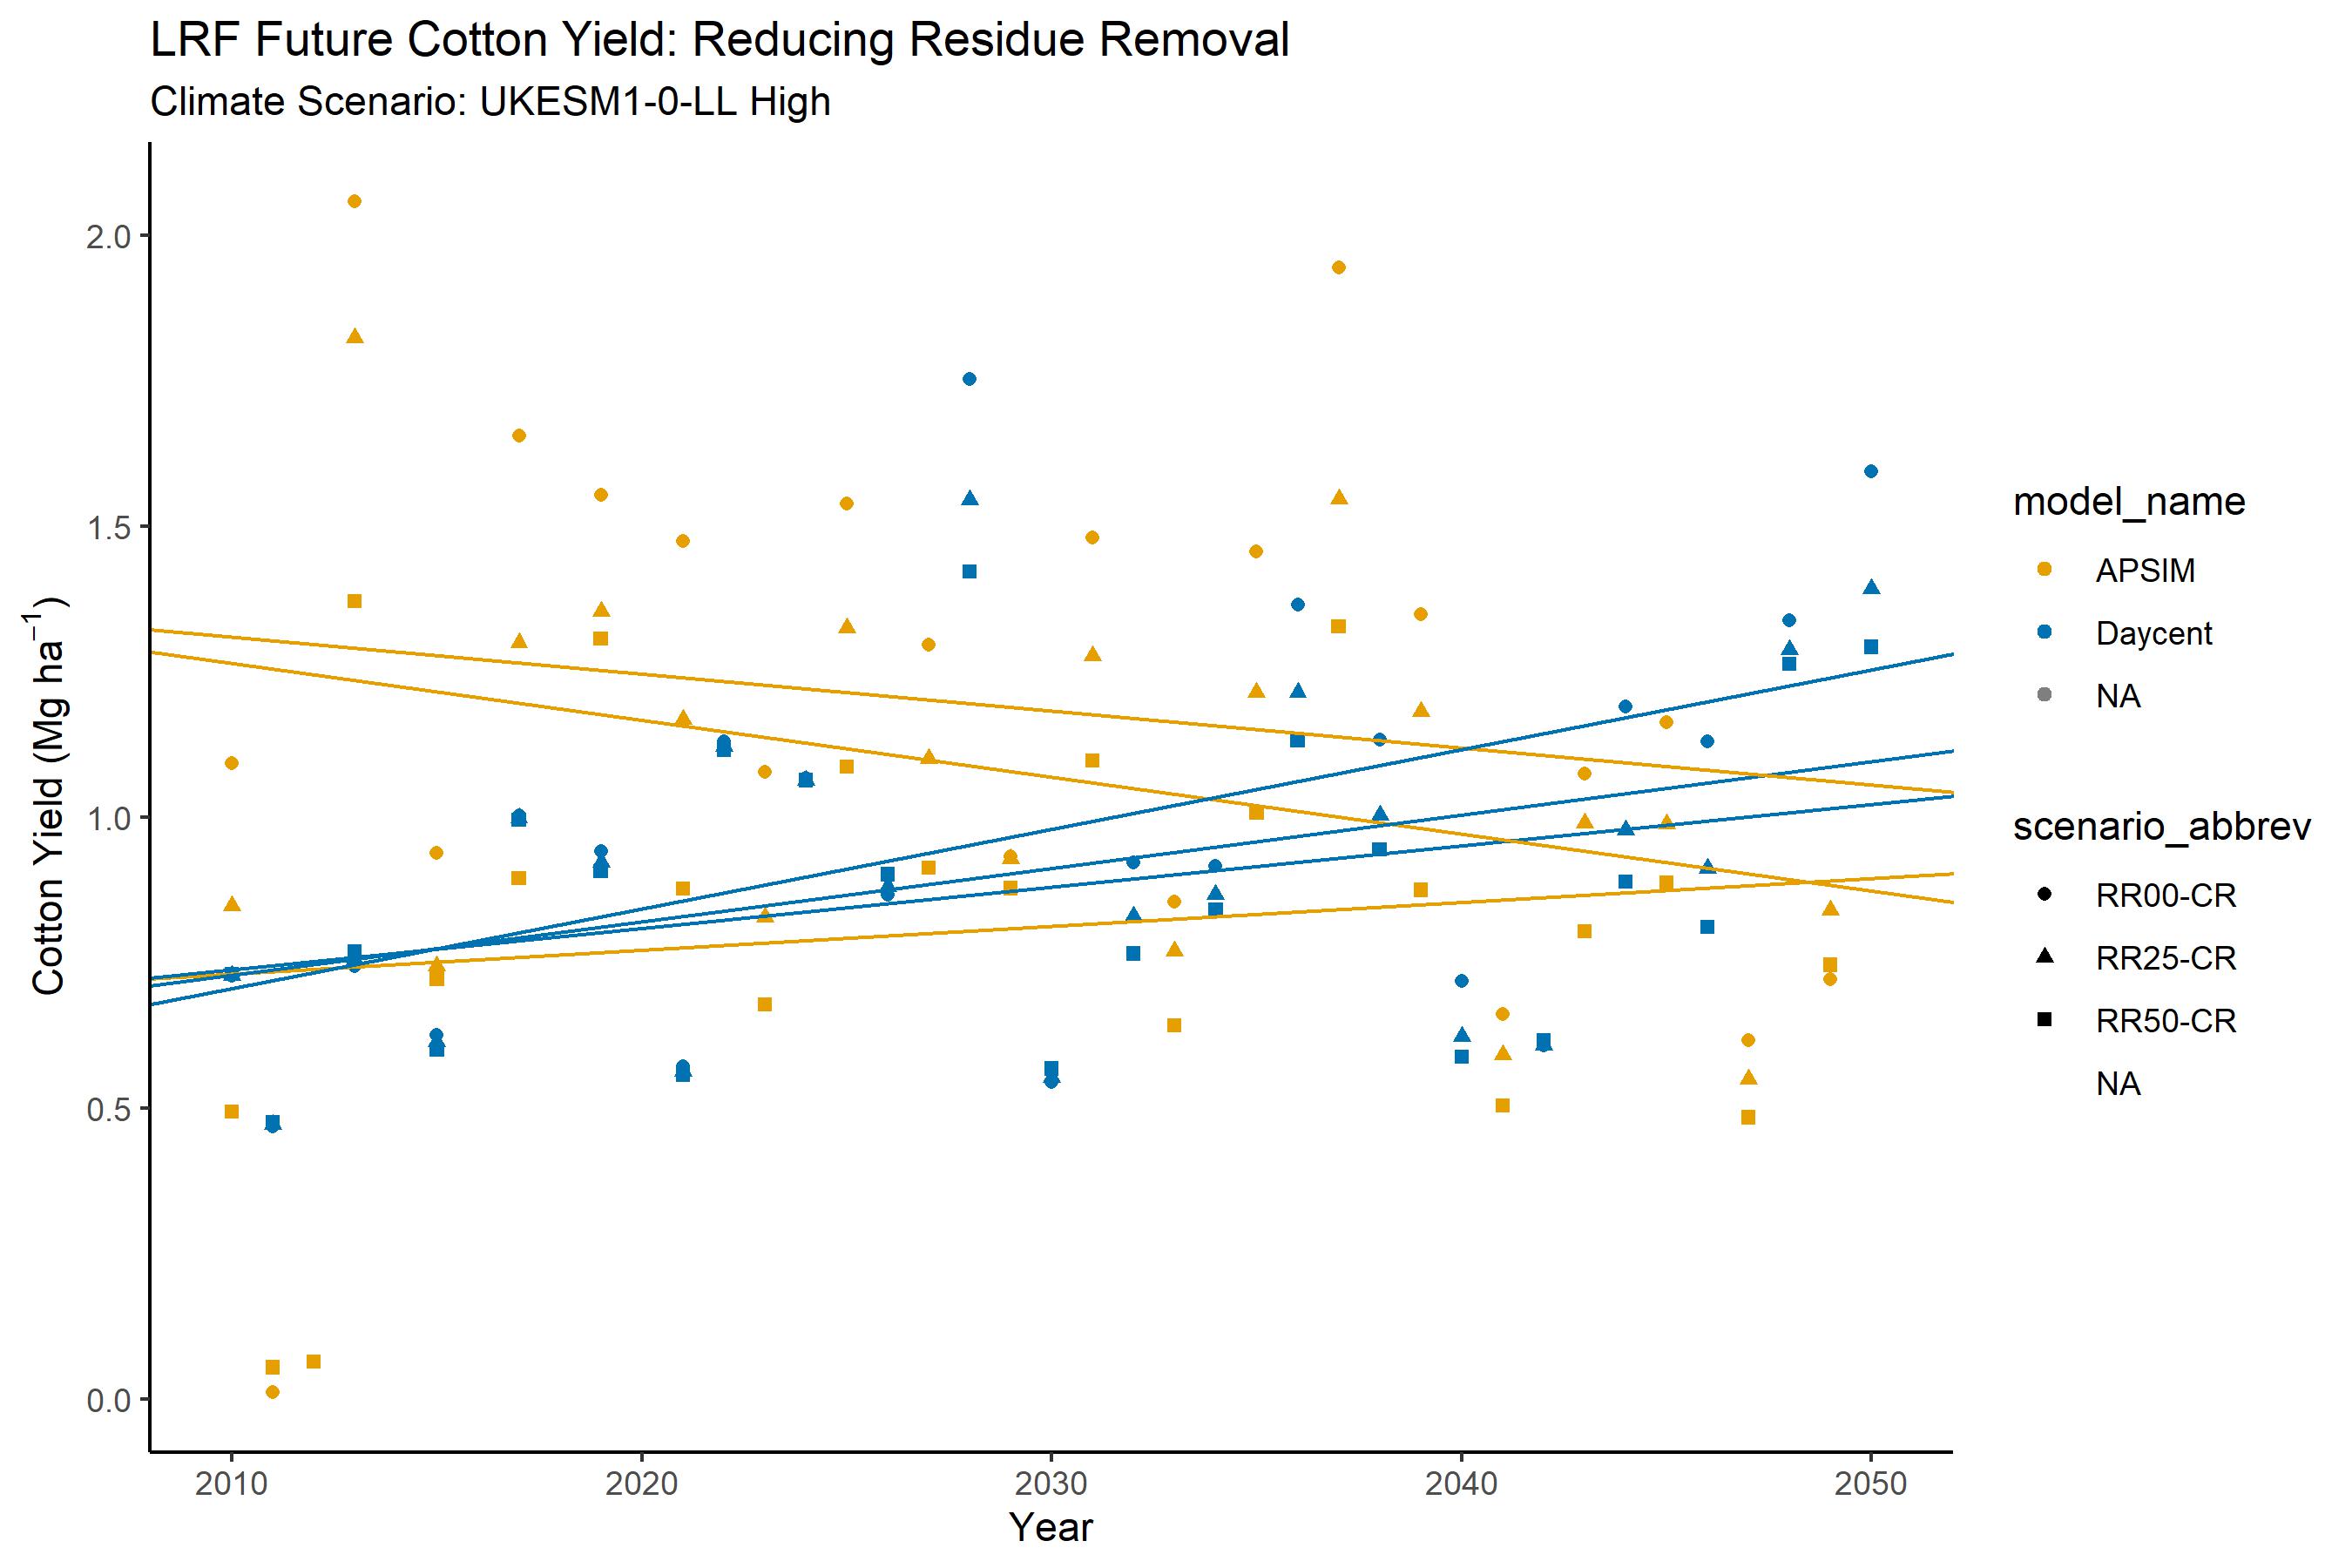 LRF Future Cotton Yield: Reducing Residue Removal
Climate Scenario: UKESM1-0-LL High
Cotton Yield (Mg ha⁻¹)
2.0
1.5
1.0
0.5
0.0
2010 2020 2030 2040 2050
Year
model_name
APSIM
Daycent
NA
scenario_abbrev
RR00-CR
RR25-CR
RR50-CR
NA